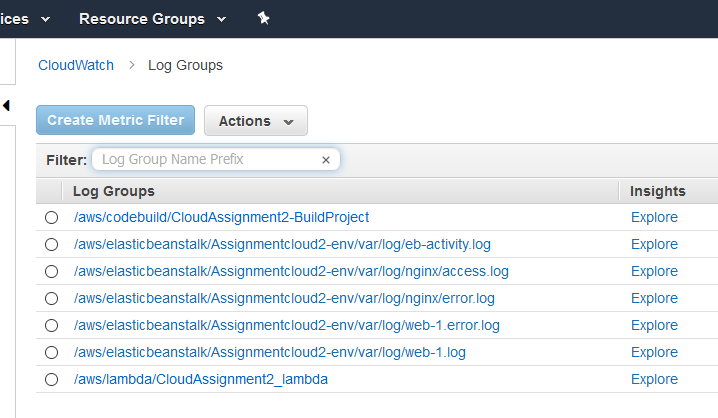 ices Resource Groups
CloudWatch > Log Groups
Create Metric Filter Actions
Filter: Log Group Name Prefix ×
Log Groups Insights
/aws/codebuild/CloudAssignment2-BuildProject Explore
/aws/elasticbeanstalk/Assignmentcloud2-env/var/log/eb-activity.log Explore
/aws/elasticbeanstalk/Assignmentcloud2-env/var/log/nginx/access.log Explore
/aws/elasticbeanstalk/Assignmentcloud2-env/var/log/nginx/error.log Explore
/aws/elasticbeanstalk/Assignmentcloud2-env/var/log/web-1.error.log Explore
/aws/elasticbeanstalk/Assignmentcloud2-env/var/log/web-1.log Explore
/aws/lambda/CloudAssignment2_lambda Explore